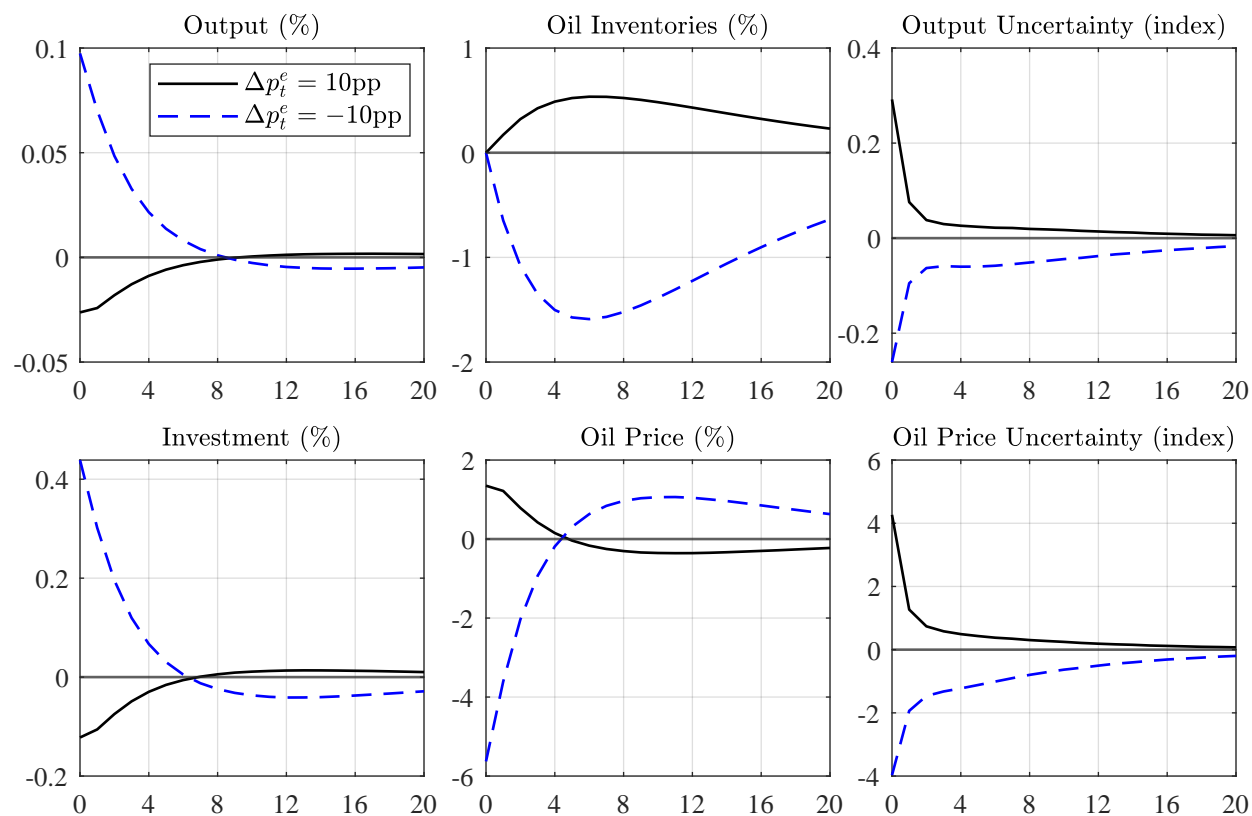 Output (%)
0.1
0.05
0
-0.05
0 4 8 12 16 20
Δp_t^e = 10pp
Δp_t^e = −10pp
Oil Inventories (%)
1
0
-1
-2
0 4 8 12 16 20
Output Uncertainty (index)
0.4
0.2
0
-0.2
0 4 8 12 16 20
Investment (%)
0.4
0.2
0
-0.2
0 4 8 12 16 20
Oil Price (%)
2
0
-2
-4
-6
0 4 8 12 16 20
Oil Price Uncertainty (index)
6
4
2
0
-2
-4
0 4 8 12 16 20